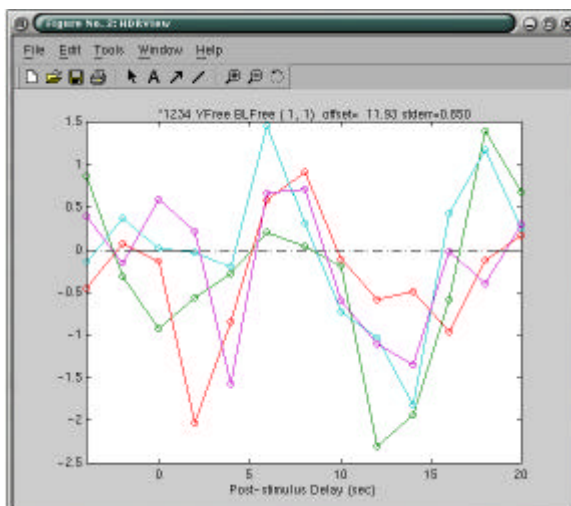 Figure No. 2: HDRView
File Edit Tools Window Help
A
*1234 YFree BLFree ( 1, 1) offset= 11.93 stderr=0.650
1.5
1
0.5
0
-0.5
-1
-1.5
-2
-2.5
0 5 10 15 20
Post-stimulus Delay (sec)